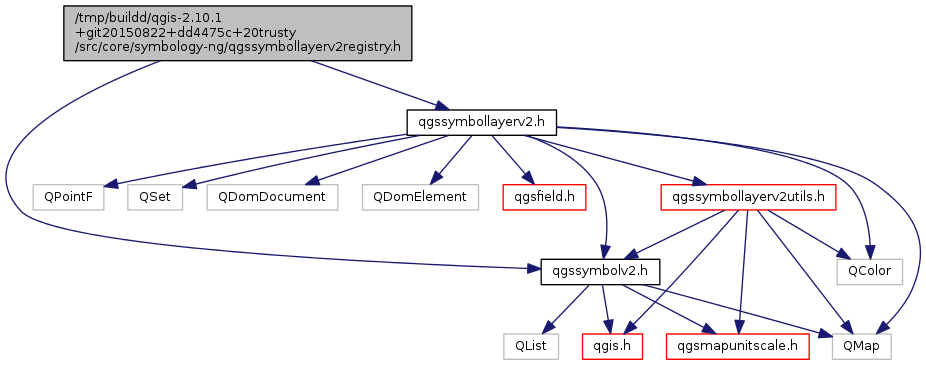 /tmp/buildd/qgis-2.10.1
+git20150822+dd4475c+20trusty
/src/core/symbology-ng/qgssymbollayerv2registry.h
qgssymbollayerv2.h
QPointF
QSet
QDomDocument
QDomElement
qgsfield.h
qgssymbollayerv2utils.h
qgssymbolv2.h
QColor
QList
qgis.h
qgsmapunitscale.h
QMap